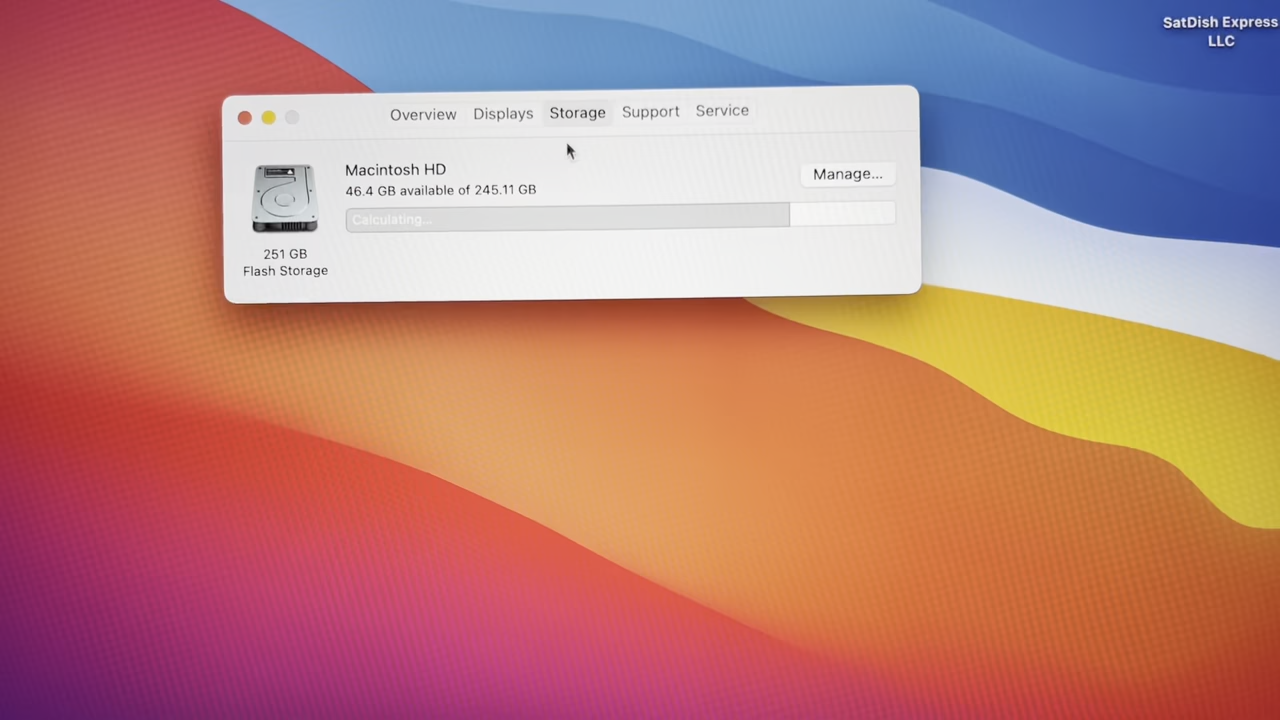 SatDish Express
LLC
Overview Displays Storage Support Service
Macintosh HD
46.4 GB available of 245.11 GB
Manage...
Calculating...
251 GB
Flash Storage